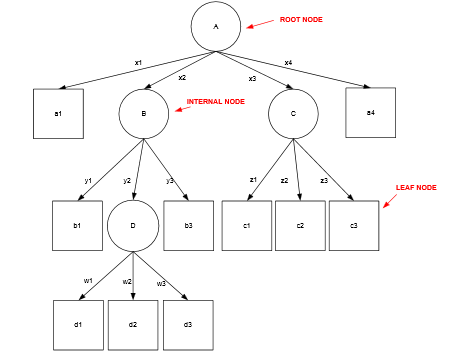 A
ROOT NODE
x1
x2
x3
x4
a1
B
INTERNAL NODE
C
a4
y1
y2
y3
z1
z2
z3
LEAF NODE
b1
D
b3
c1
c2
c3
w1
w2
w3
d1
d2
d3